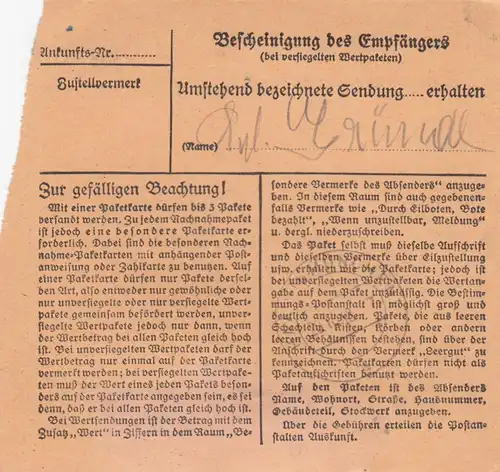 Ankunfts-Nr.
Zustellvermerk
Bescheinigung des Empfängers
(bei versiegelten Wertpaketen)
Umstehend bezeichnete Sendung..... erhalten
(Name)
Zur gefälligen Beachtung!
Mit einer Paketkarte dürfen bis 3 Pakete
versandt werden. Zu jedem Nachnahmepaket
ist jedoch eine besondere Paketkarte er-
forderlich. Dabei sind die besonderen Nach-
nahme-Paketkarten mit anhängender Post-
anweisung oder Zahlkarte zu benutzen. Auf
einer Paketkarte dürfen nur Pakete dersel-
ben Art, also entweder nur gewöhnliche oder
nur unversiegelte oder nur versiegelte Wert-
pakete gemeinsam befördert werden, unver-
siegelte Wertpakete jedoch nur dann, wenn
der Wertbetrag bei allen Paketen gleich hoch
ist. Bei unversiegelten Wertpaketen darf der
Wertbetrag nur einmal auf der Paketkarte
vermerkt werden; bei versiegelten Wertpake-
ten muß der Wert eines jeden Pakets beson-
ders auf der Paketkarte angegeben sein, es sei
denn, daß er bei allen Paketen gleich hoch ist.
Bei Wertsendungen ist der Betrag mit dem
Zusatz „Wert" in Ziffern in dem Raum „Be-
sondere Vermerke des Absenders" anzuge-
ben. In diesem Raum sind auch gegebenen-
falls Vermerke wie „Durch Eilboten, Bote
bezahlt", „Wenn unzustellbar, Meldung"
u. dergl. niederzuschreiben.
Das Paket selbst muß dieselbe Aufschrift
und dieselben Vermerke über Eilzustellung
usw. erhalten wie die Paketkarte; jedoch ist
bei unversiegelten Wertpaketen die Wertan-
gabe auf dem Paket unzulässig. Die Bestim-
mungs-Postanstalt ist möglichst groß und
deutlich anzugeben. Pakete, die aus leeren
Schachteln, Kisten, Körben oder andern
leeren Behältnissen bestehen, sind über der
Anschrift durch den Vermerk „Leergut" zu
kennzeichnen. Paketkarten dürfen nicht als
Paketaufschriften benutzt werden.
Auf den Paketen ist des Absenders
Name, Wohnort, Straße, Hausnummer,
Gebäudeteil, Stockwerk anzugeben.
Über die Gebühren erteilen die Postan-
stalten Auskunft.